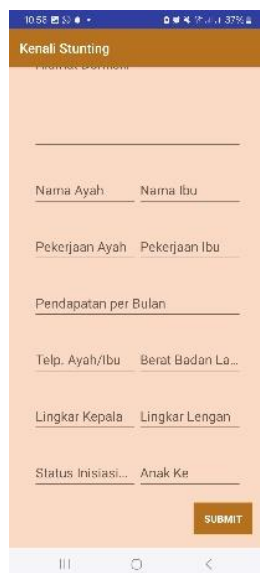 10:58 37%
Kenali Stunting
Nama Ayah Nama Ibu
Pekerjaan Ayah Pekerjaan Ibu
Pendapatan per Bulan
Telp. Ayah/Ibu Berat Badan La...
Lingkar Kepala Lingkar Lengan
Status Inisiasi... Anak Ke
SUBMIT